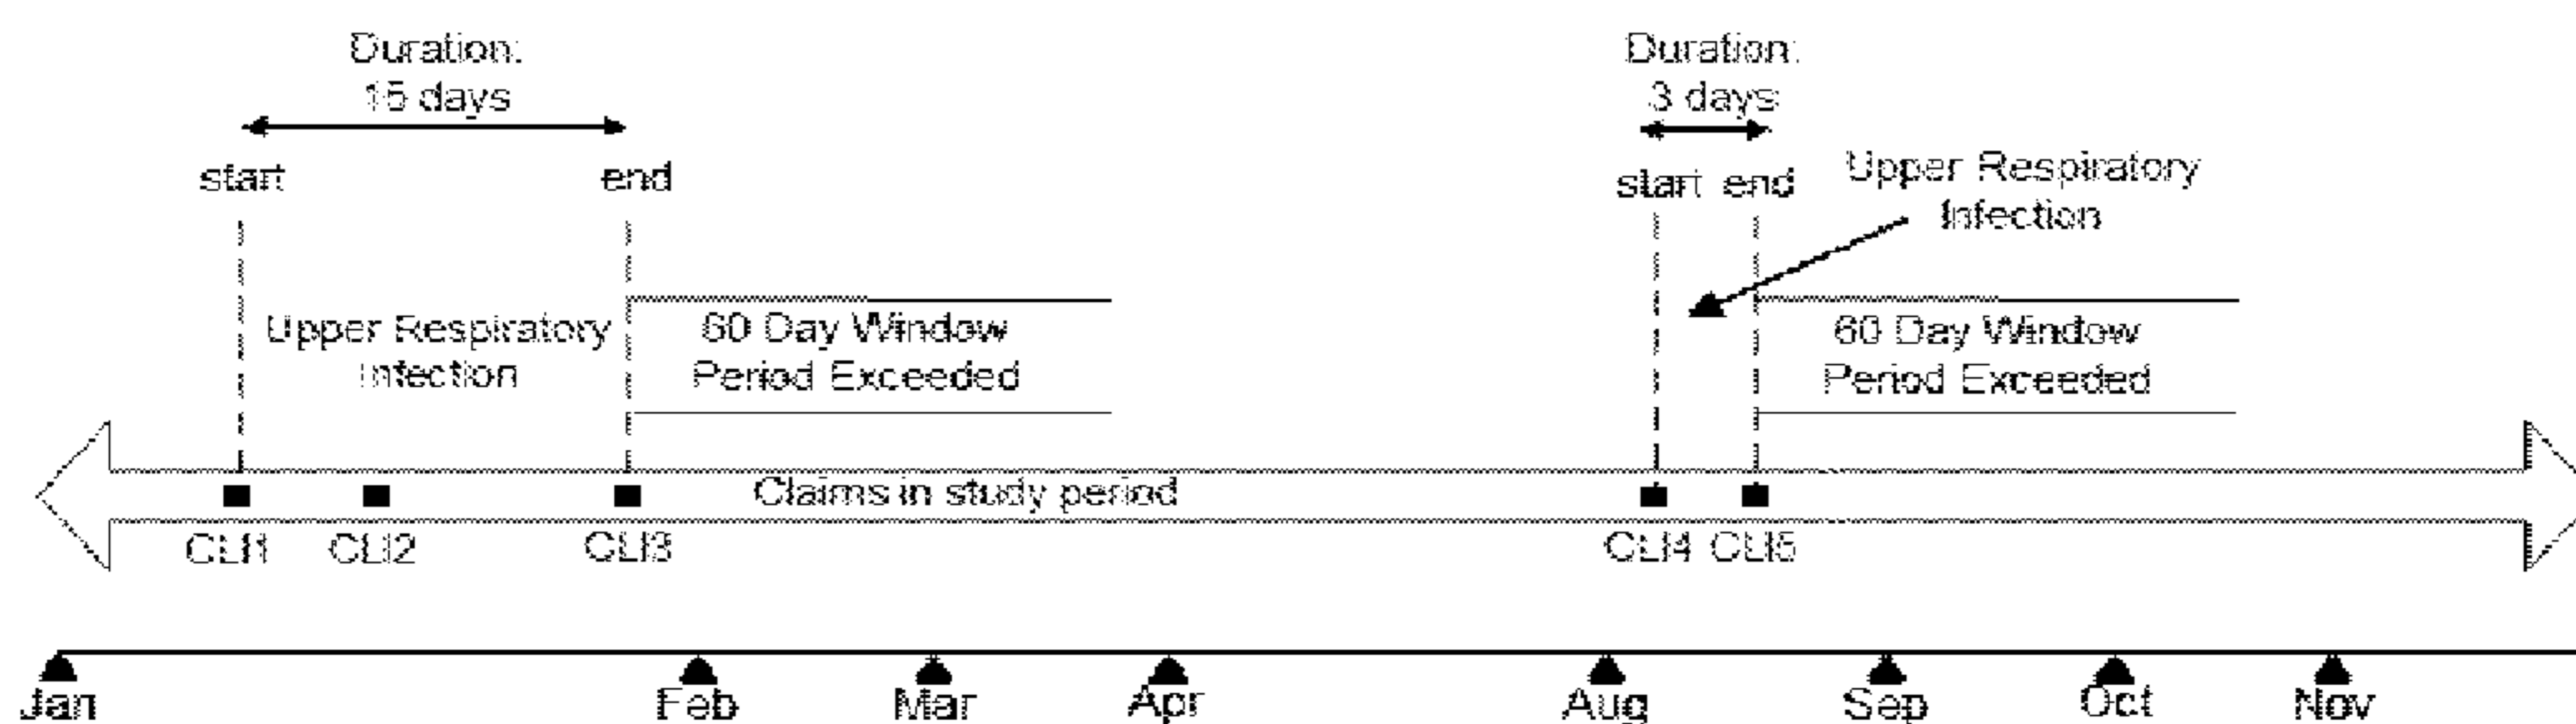 Duration:
15 days
start
end
Upper Respiratory
Infection
60 Day Window
Period Exceeded
Duration:
3 days
start end
Upper Respiratory
Infection
60 Day Window
Period Exceeded
Claims in study period
CLI1 CLI2 CLI3 CLI4 CLI5
Jan Feb Mar Apr Aug Sep Oct Nov